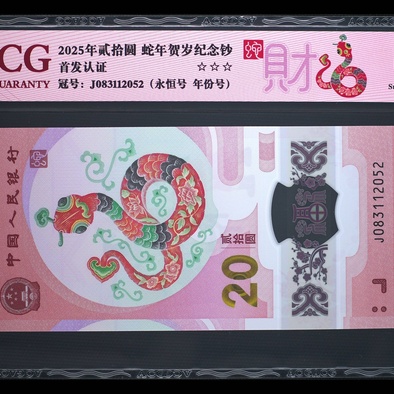 CG
UARANTY
2025年贰拾圆 蛇年贺岁纪念钞
首发认证
☆☆☆
冠号：J083112052（永恒号 年份号）
財
中国人民银行
贰拾圆
20
J083112052